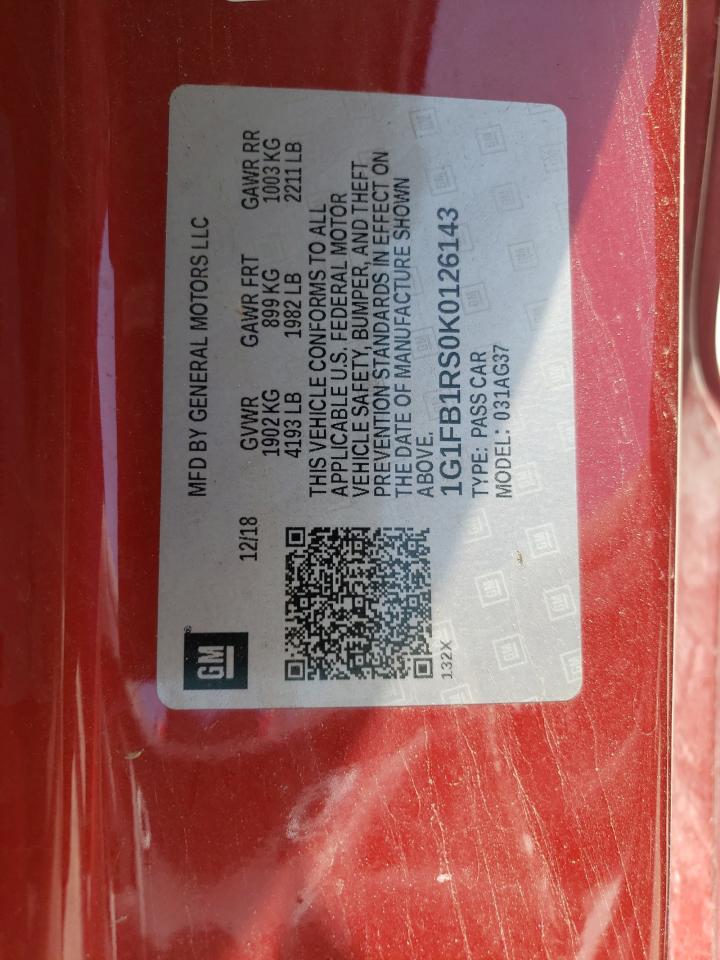 GM®
MFD BY GENERAL MOTORS LLC
12/18
GVWR GAWR FRT GAWR RR
1902 KG 899 KG 1003 KG
4193 LB 1982 LB 2211 LB
THIS VEHICLE CONFORMS TO ALL
APPLICABLE U.S. FEDERAL MOTOR
VEHICLE SAFETY, BUMPER, AND THEFT
PREVENTION STANDARDS IN EFFECT ON
THE DATE OF MANUFACTURE SHOWN
ABOVE.
1G1FB1RS0K0126143
TYPE: PASS CAR
MODEL: 031AG37
132X